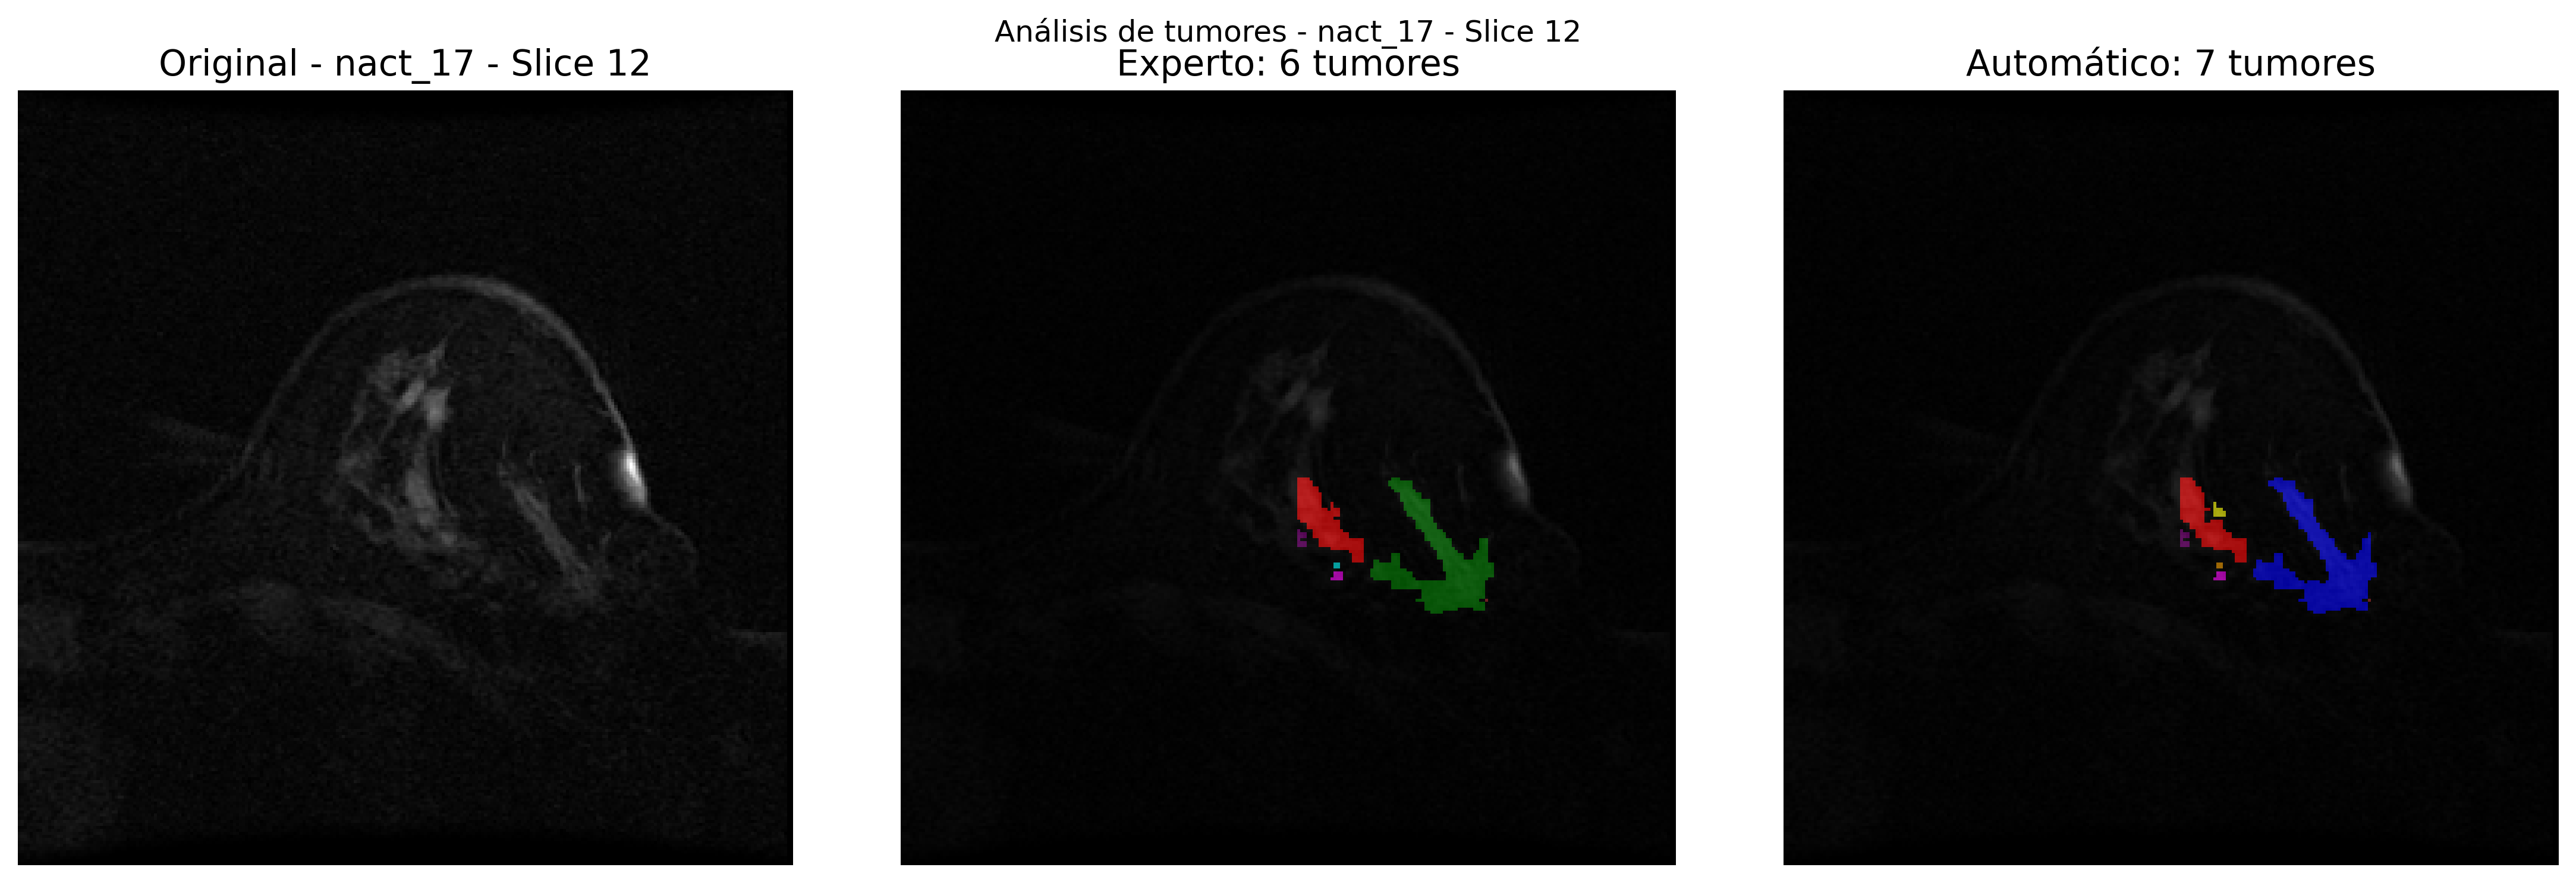 Análisis de tumores - nact_17 - Slice 12
Original - nact_17 - Slice 12
Experto: 6 tumores
Automático: 7 tumores